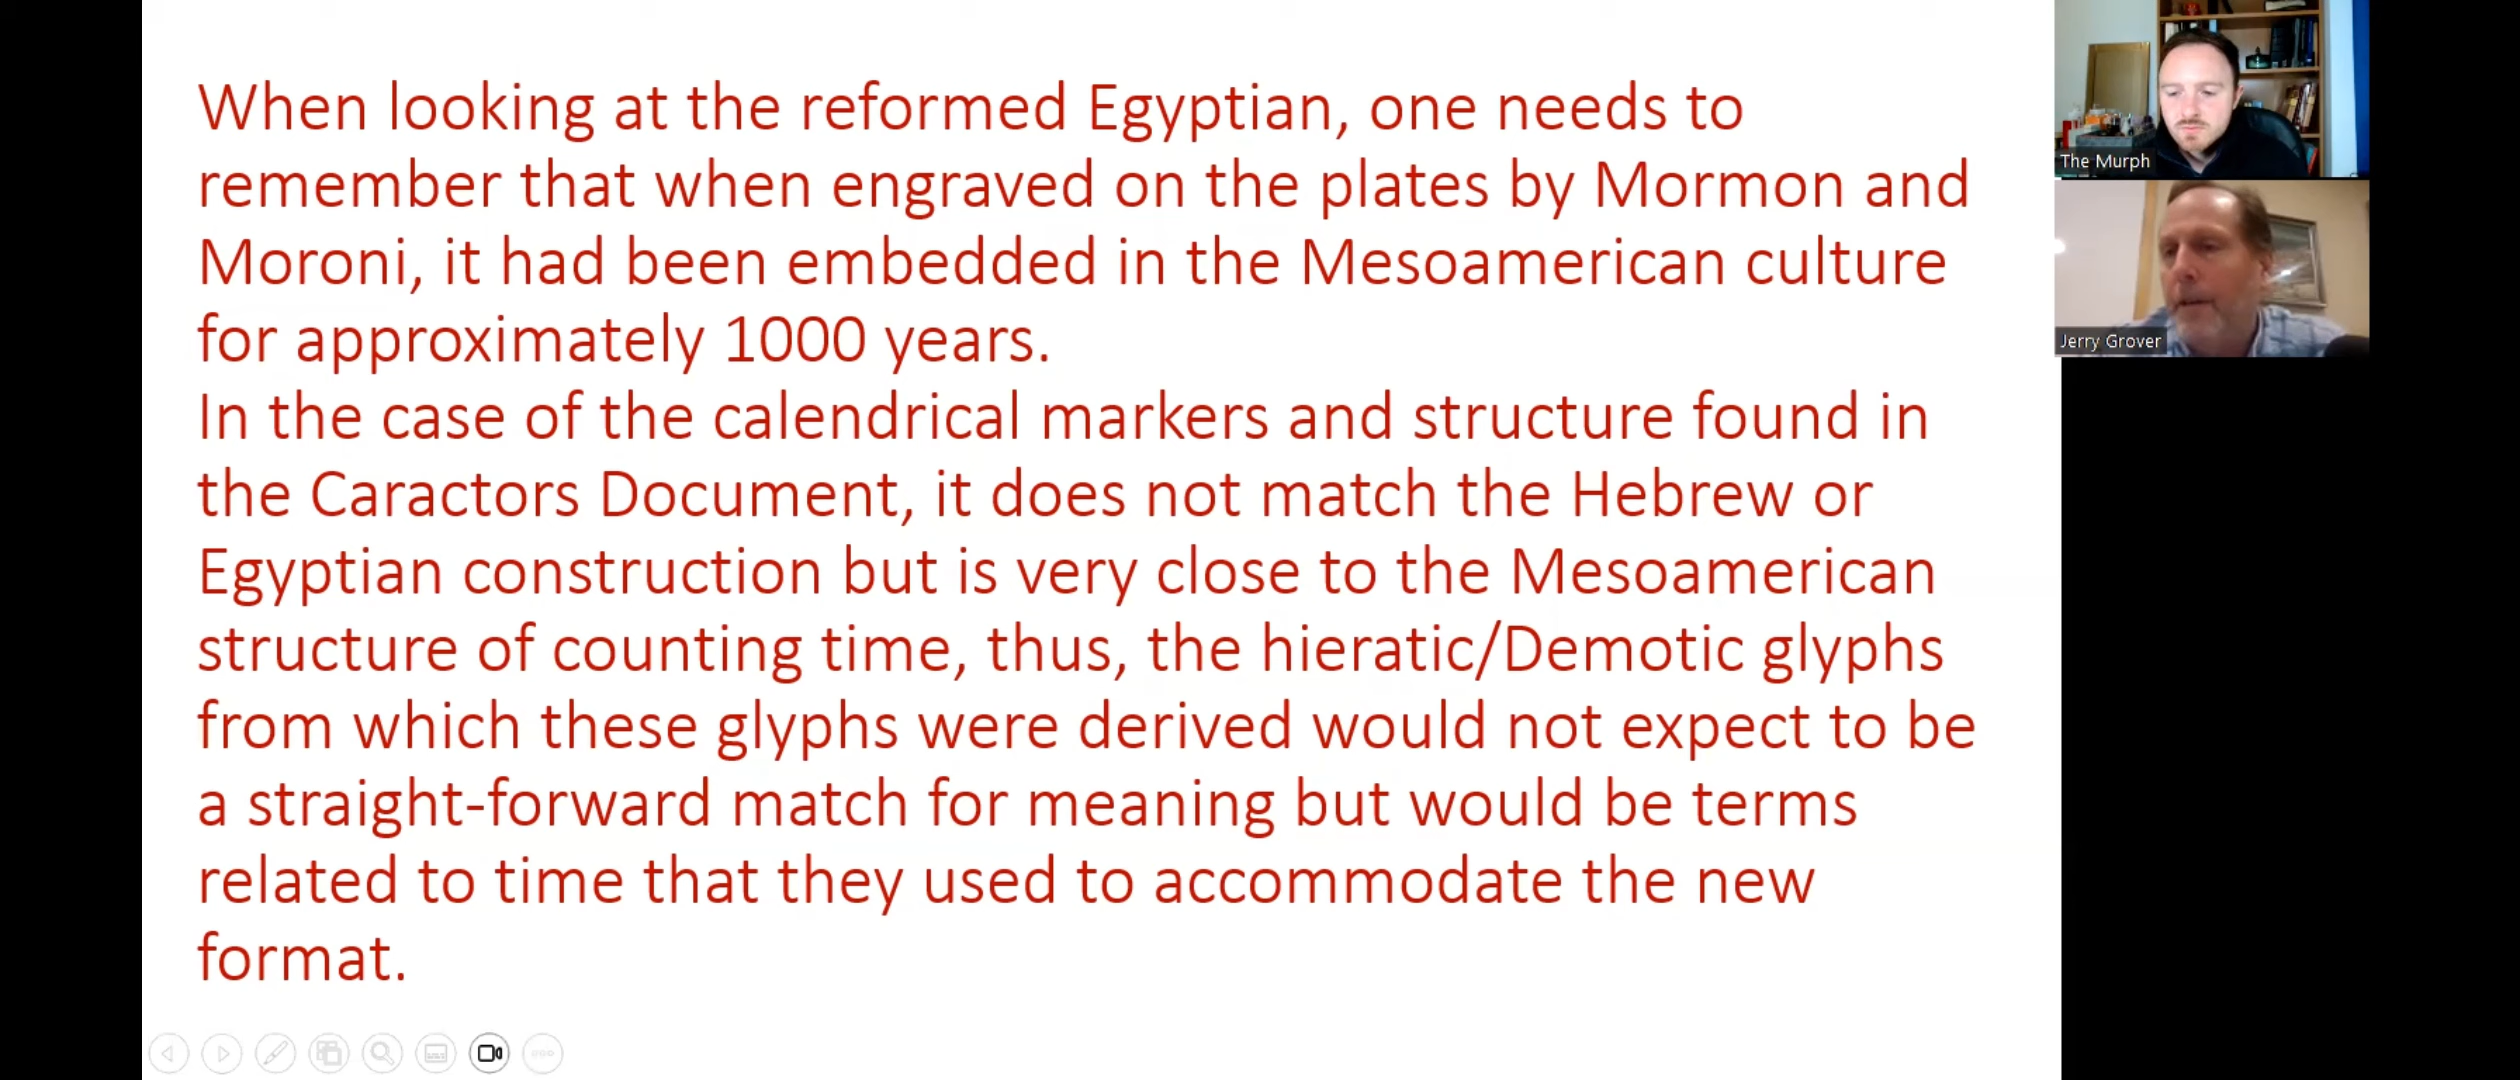 When looking at the reformed Egyptian, one needs to
remember that when engraved on the plates by Mormon and
Moroni, it had been embedded in the Mesoamerican culture
for approximately 1000 years.
In the case of the calendrical markers and structure found in
the Caractors Document, it does not match the Hebrew or
Egyptian construction but is very close to the Mesoamerican
structure of counting time, thus, the hieratic/Demotic glyphs
from which these glyphs were derived would not expect to be
a straight-forward match for meaning but would be terms
related to time that they used to accommodate the new
format.
The Murph
Jerry Grover